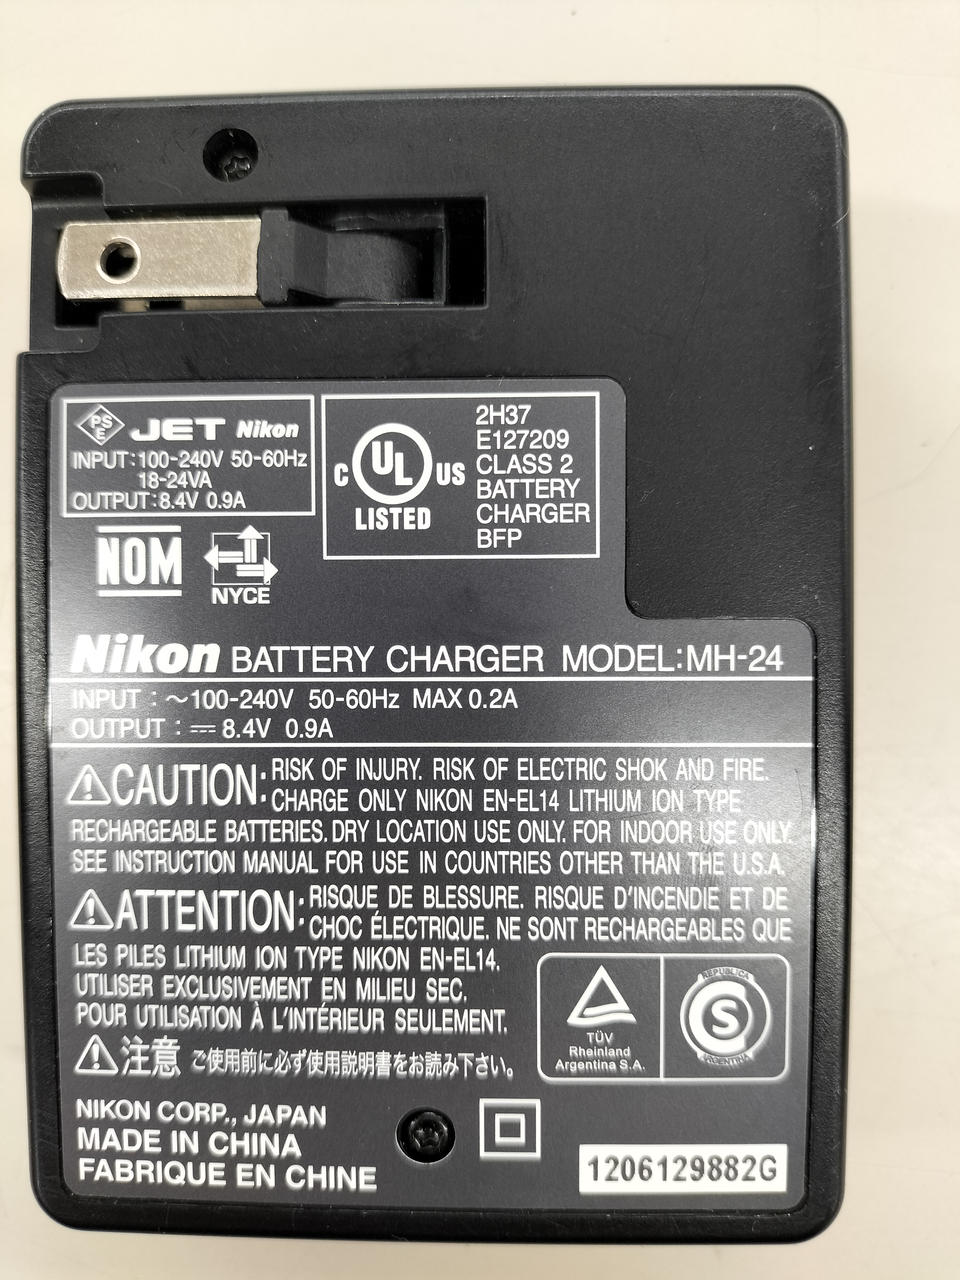 PSE JET Nikon
INPUT:100-240V 50-60Hz
18-24VA
OUTPUT:8.4V 0.9A
C UL US
LISTED
2H37
E127209
CLASS 2
BATTERY
CHARGER
BFP
NOM
NYCE
Nikon BATTERY CHARGER MODEL:MH-24
INPUT : ~100-240V 50-60Hz MAX 0.2A
OUTPUT : ⎓ 8.4V 0.9A
⚠CAUTION: RISK OF INJURY. RISK OF ELECTRIC SHOK AND FIRE.
CHARGE ONLY NIKON EN-EL14 LITHIUM ION TYPE
RECHARGEABLE BATTERIES. DRY LOCATION USE ONLY. FOR INDOOR USE ONLY.
SEE INSTRUCTION MANUAL FOR USE IN COUNTRIES OTHER THAN THE U.S.A.
⚠ATTENTION: RISQUE DE BLESSURE. RISQUE D'INCENDIE ET DE
CHOC ÉLECTRIQUE. NE SONT RECHARGEABLES QUE
LES PILES LITHIUM ION TYPE NIKON EN-EL14.
UTILISER EXCLUSIVEMENT EN MILIEU SEC.
POUR UTILISATION À L'INTÉRIEUR SEULEMENT.
⚠注意 ご使用前に必ず使用説明書をお読み下さい。
TÜV
Rheinland
Argentina S.A.
REPUBLICA
S
ARGENTINA
NIKON CORP., JAPAN
MADE IN CHINA
FABRIQUE EN CHINE
1206129882G